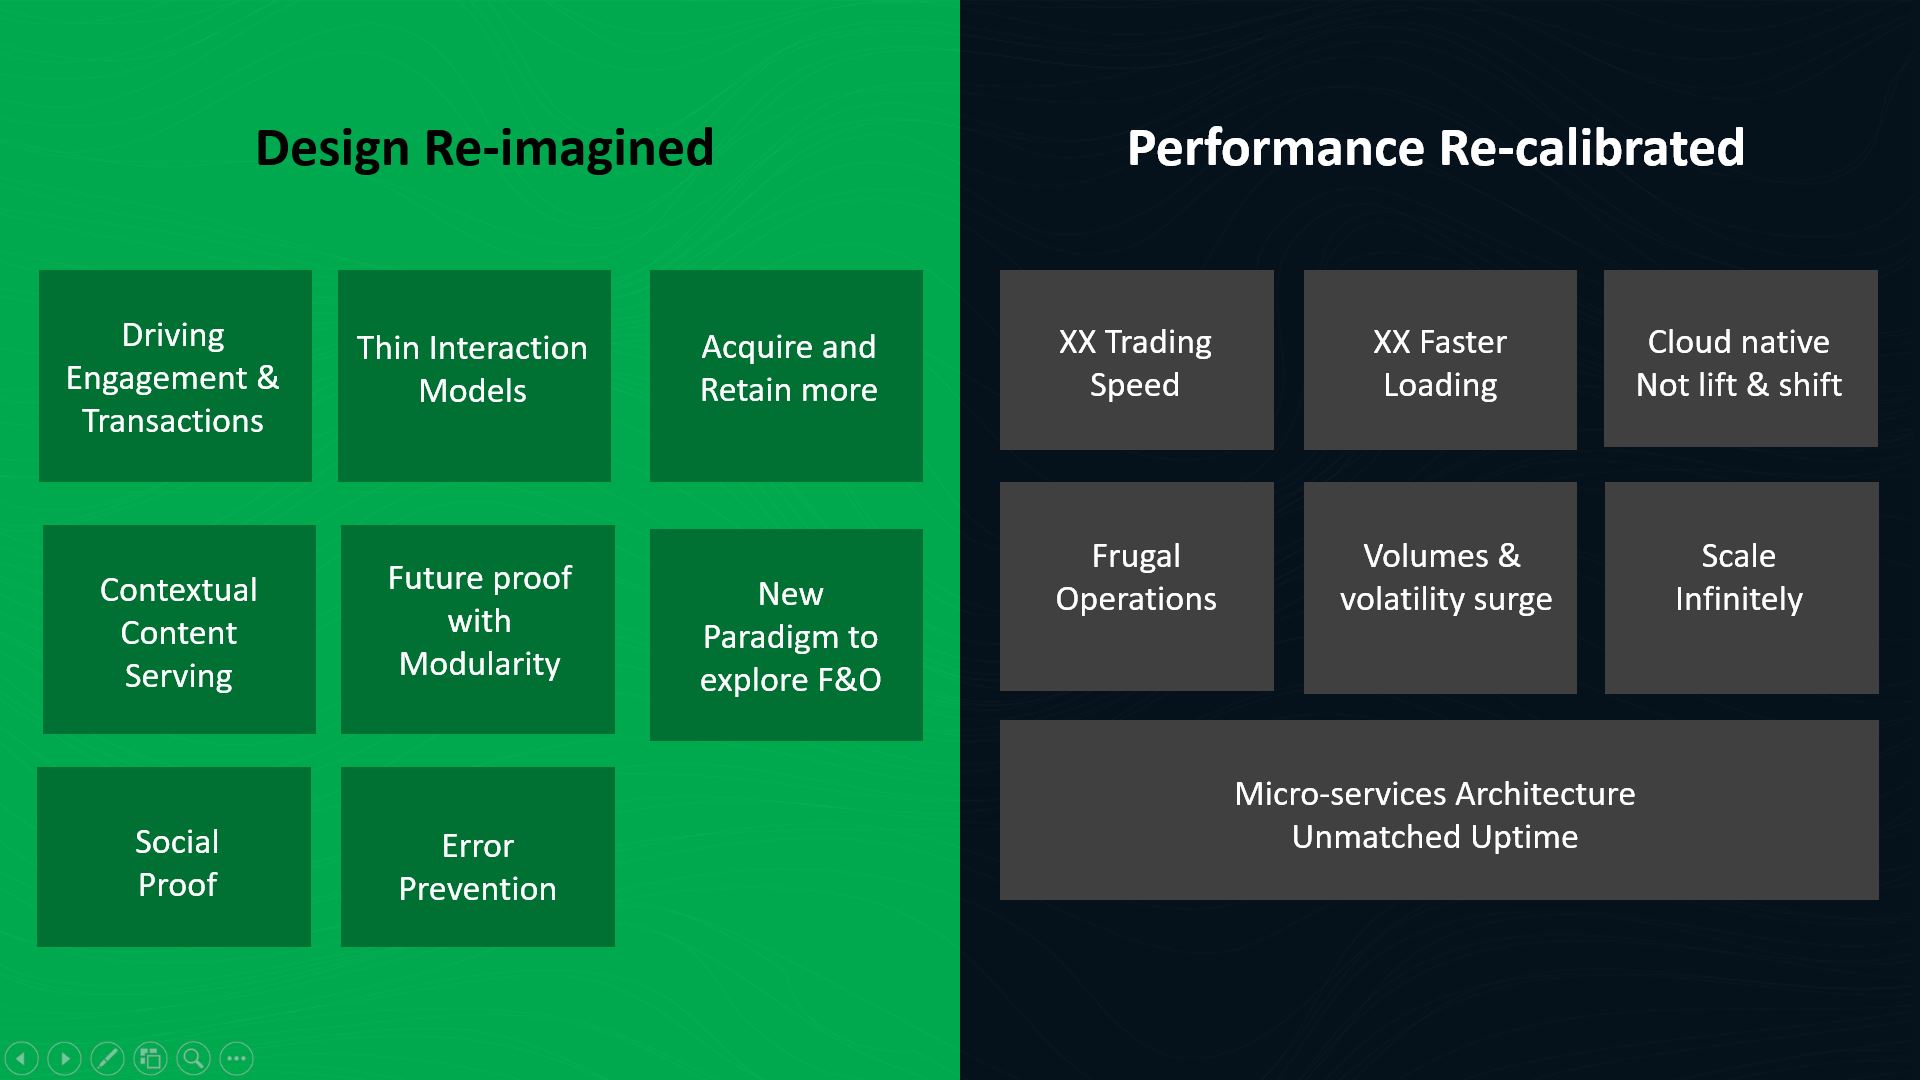 Design Re-imagined
Driving
Engagement &
Transactions
Thin Interaction
Models
Acquire and
Retain more
Contextual
Content
Serving
Future proof
with
Modularity
New
Paradigm to
explore F&O
Social
Proof
Error
Prevention
Performance Re-calibrated
XX Trading
Speed
XX Faster
Loading
Cloud native
Not lift & shift
Frugal
Operations
Volumes &
volatility surge
Scale
Infinitely
Micro-services Architecture
Unmatched Uptime